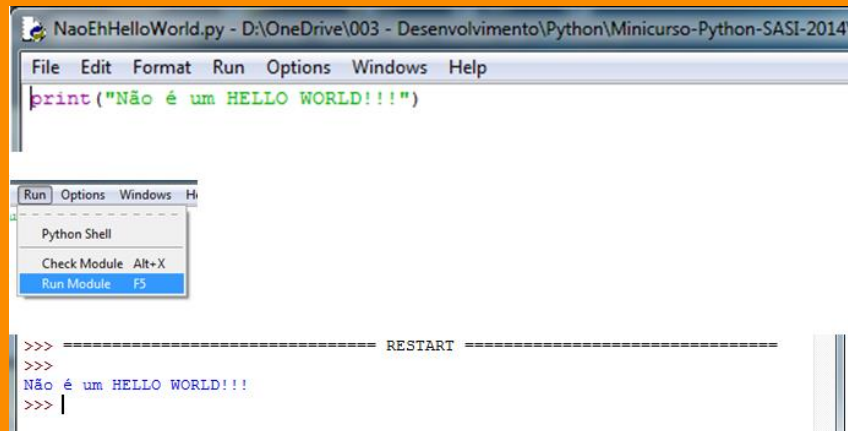 NaoEhHelloWorld.py - D:\OneDrive\003 - Desenvolvimento\Python\Minicurso-Python-SASI-2014\
File Edit Format Run Options Windows Help
print("Não é um HELLO WORLD!!!")
Run Options Windows
Python Shell
Check Module Alt+X
Run Module F5
>>> ================================ RESTART ================================
>>>
Não é um HELLO WORLD!!!
>>>